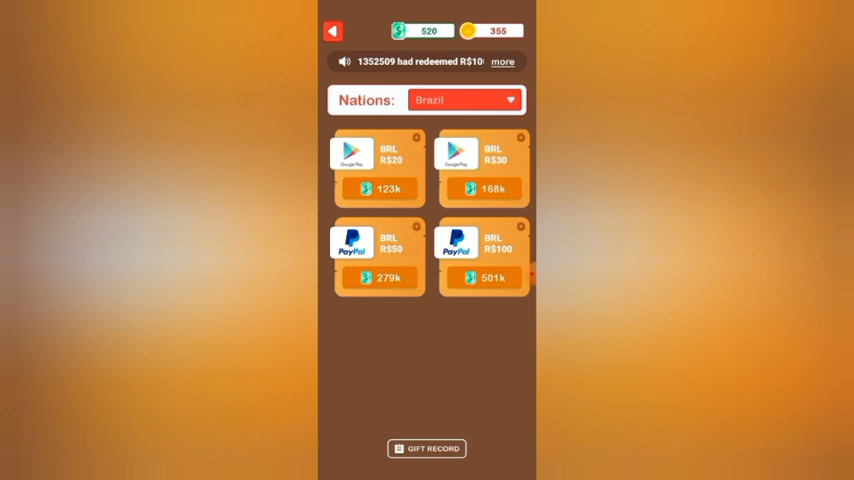 520
355
1352509 had redeemed R$10
more
Nations:
Brazil
Google Play
BRL
R$20
123k
Google Play
BRL
R$30
168k
PayPal
BRL
R$50
279k
PayPal
BRL
R$100
501k
GIFT RECORD